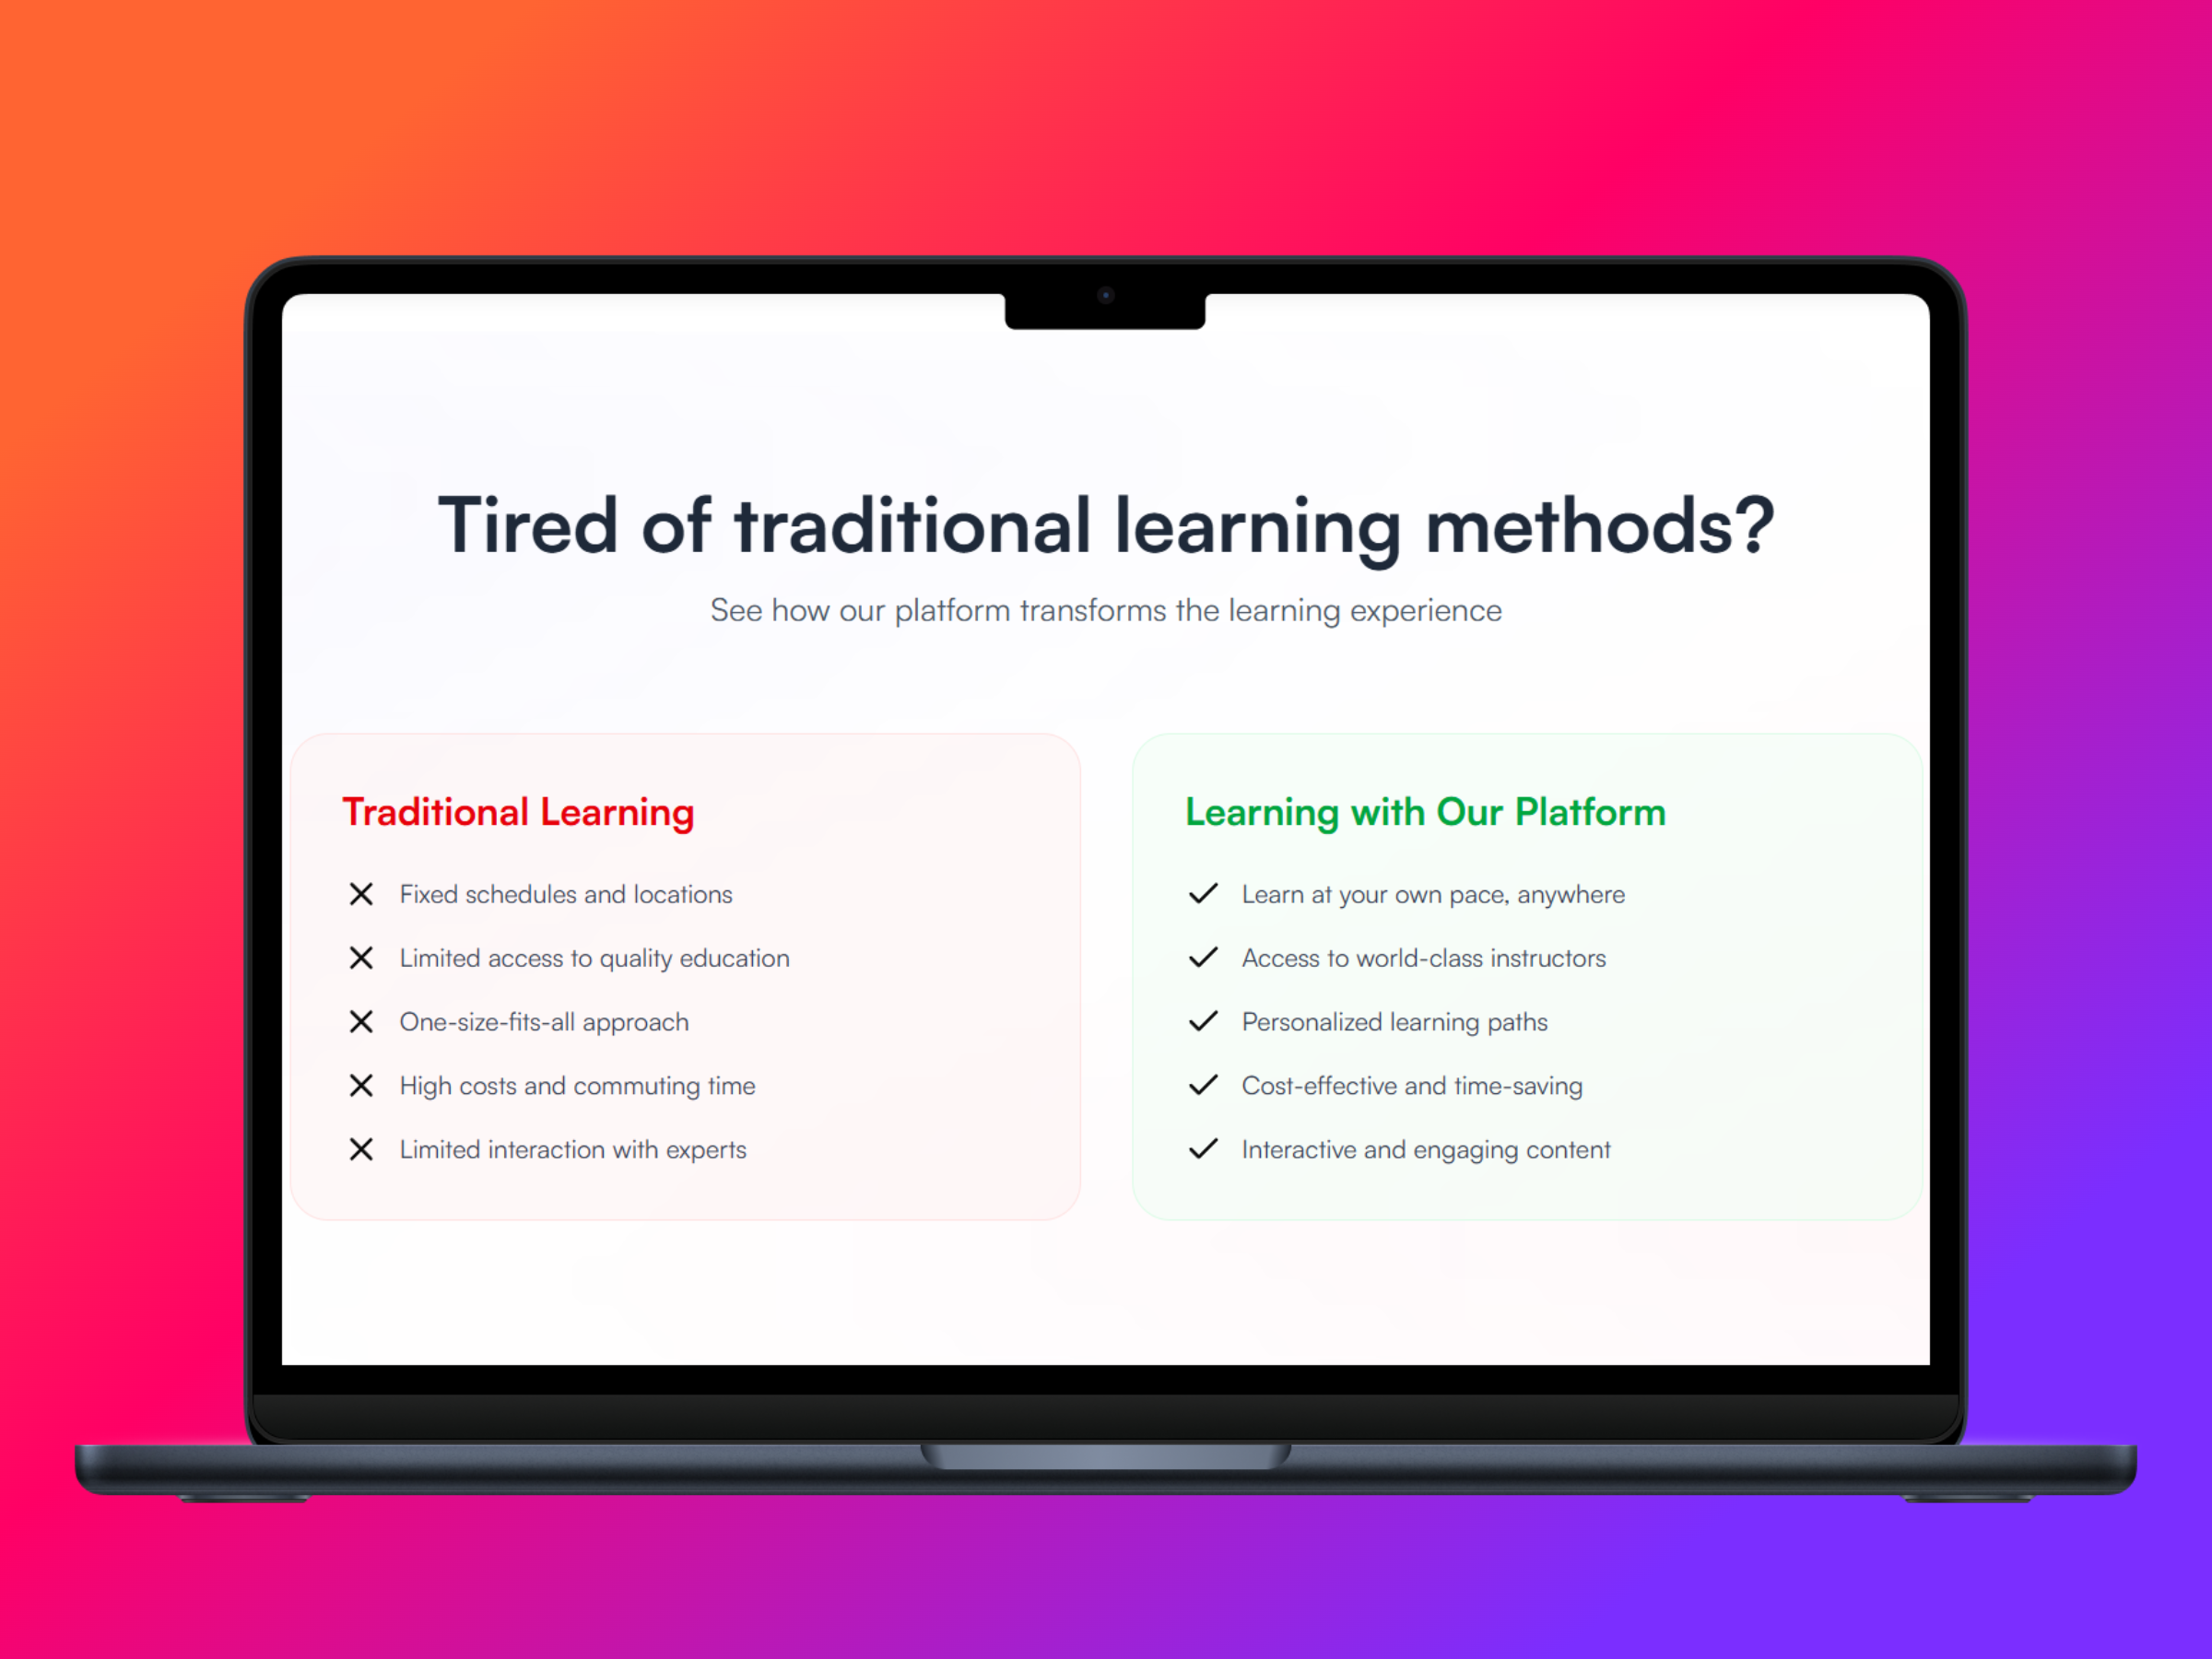 Tired of traditional learning methods?
See how our platform transforms the learning experience
Traditional Learning
Fixed schedules and locations
Limited access to quality education
One-size-fits-all approach
High costs and commuting time
Limited interaction with experts
Learning with Our Platform
Learn at your own pace, anywhere
Access to world-class instructors
Personalized learning paths
Cost-effective and time-saving
Interactive and engaging content